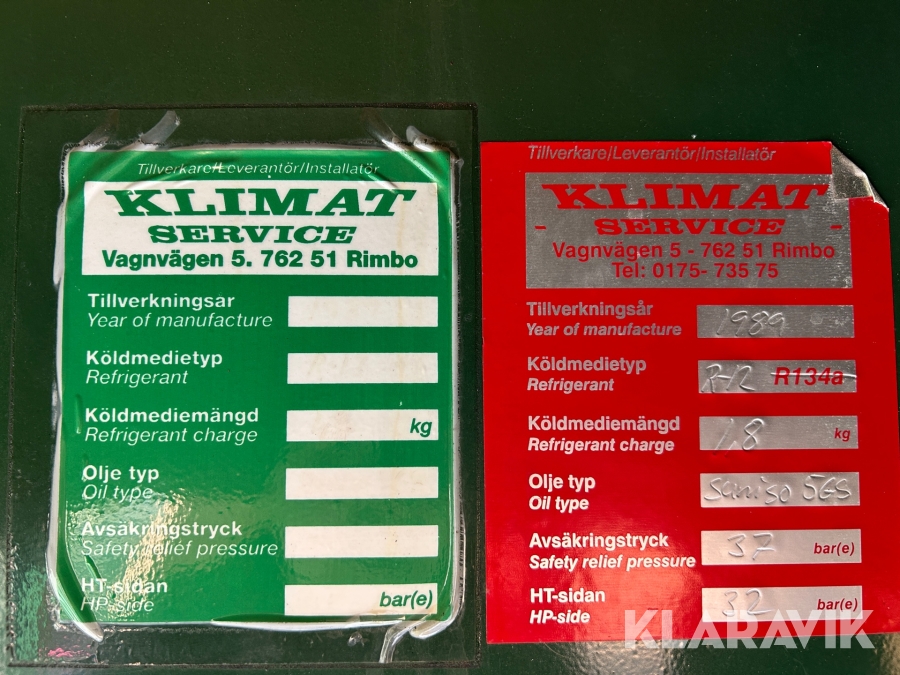 Tillverkare/Leverantör/Installatör
KLIMAT
SERVICE
Vagnvägen 5. 762 51 Rimbo
Tillverkningsår
Year of manufacture
Köldmedietyp
Refrigerant
Köldmediemängd
Refrigerant charge
kg
Olje typ
Oil type
Avsäkringstryck
Safety relief pressure
HT-sidan
HP-side
bar(e)
Tillverkare/Leverantör/Installatör
KLIMAT
- SERVICE -
Vagnvägen 5 - 762 51 Rimbo
Tel: 0175- 735 75
Tillverkningsår
Year of manufacture
1989
Köldmedietyp
Refrigerant
R-12 R134a
Köldmediemängd
Refrigerant charge
1,8 kg
Olje typ
Oil type
Suniso 5GS
Avsäkringstryck
Safety relief pressure
37 bar(e)
HT-sidan
HP-side
32 bar(e)
KLARAVIK